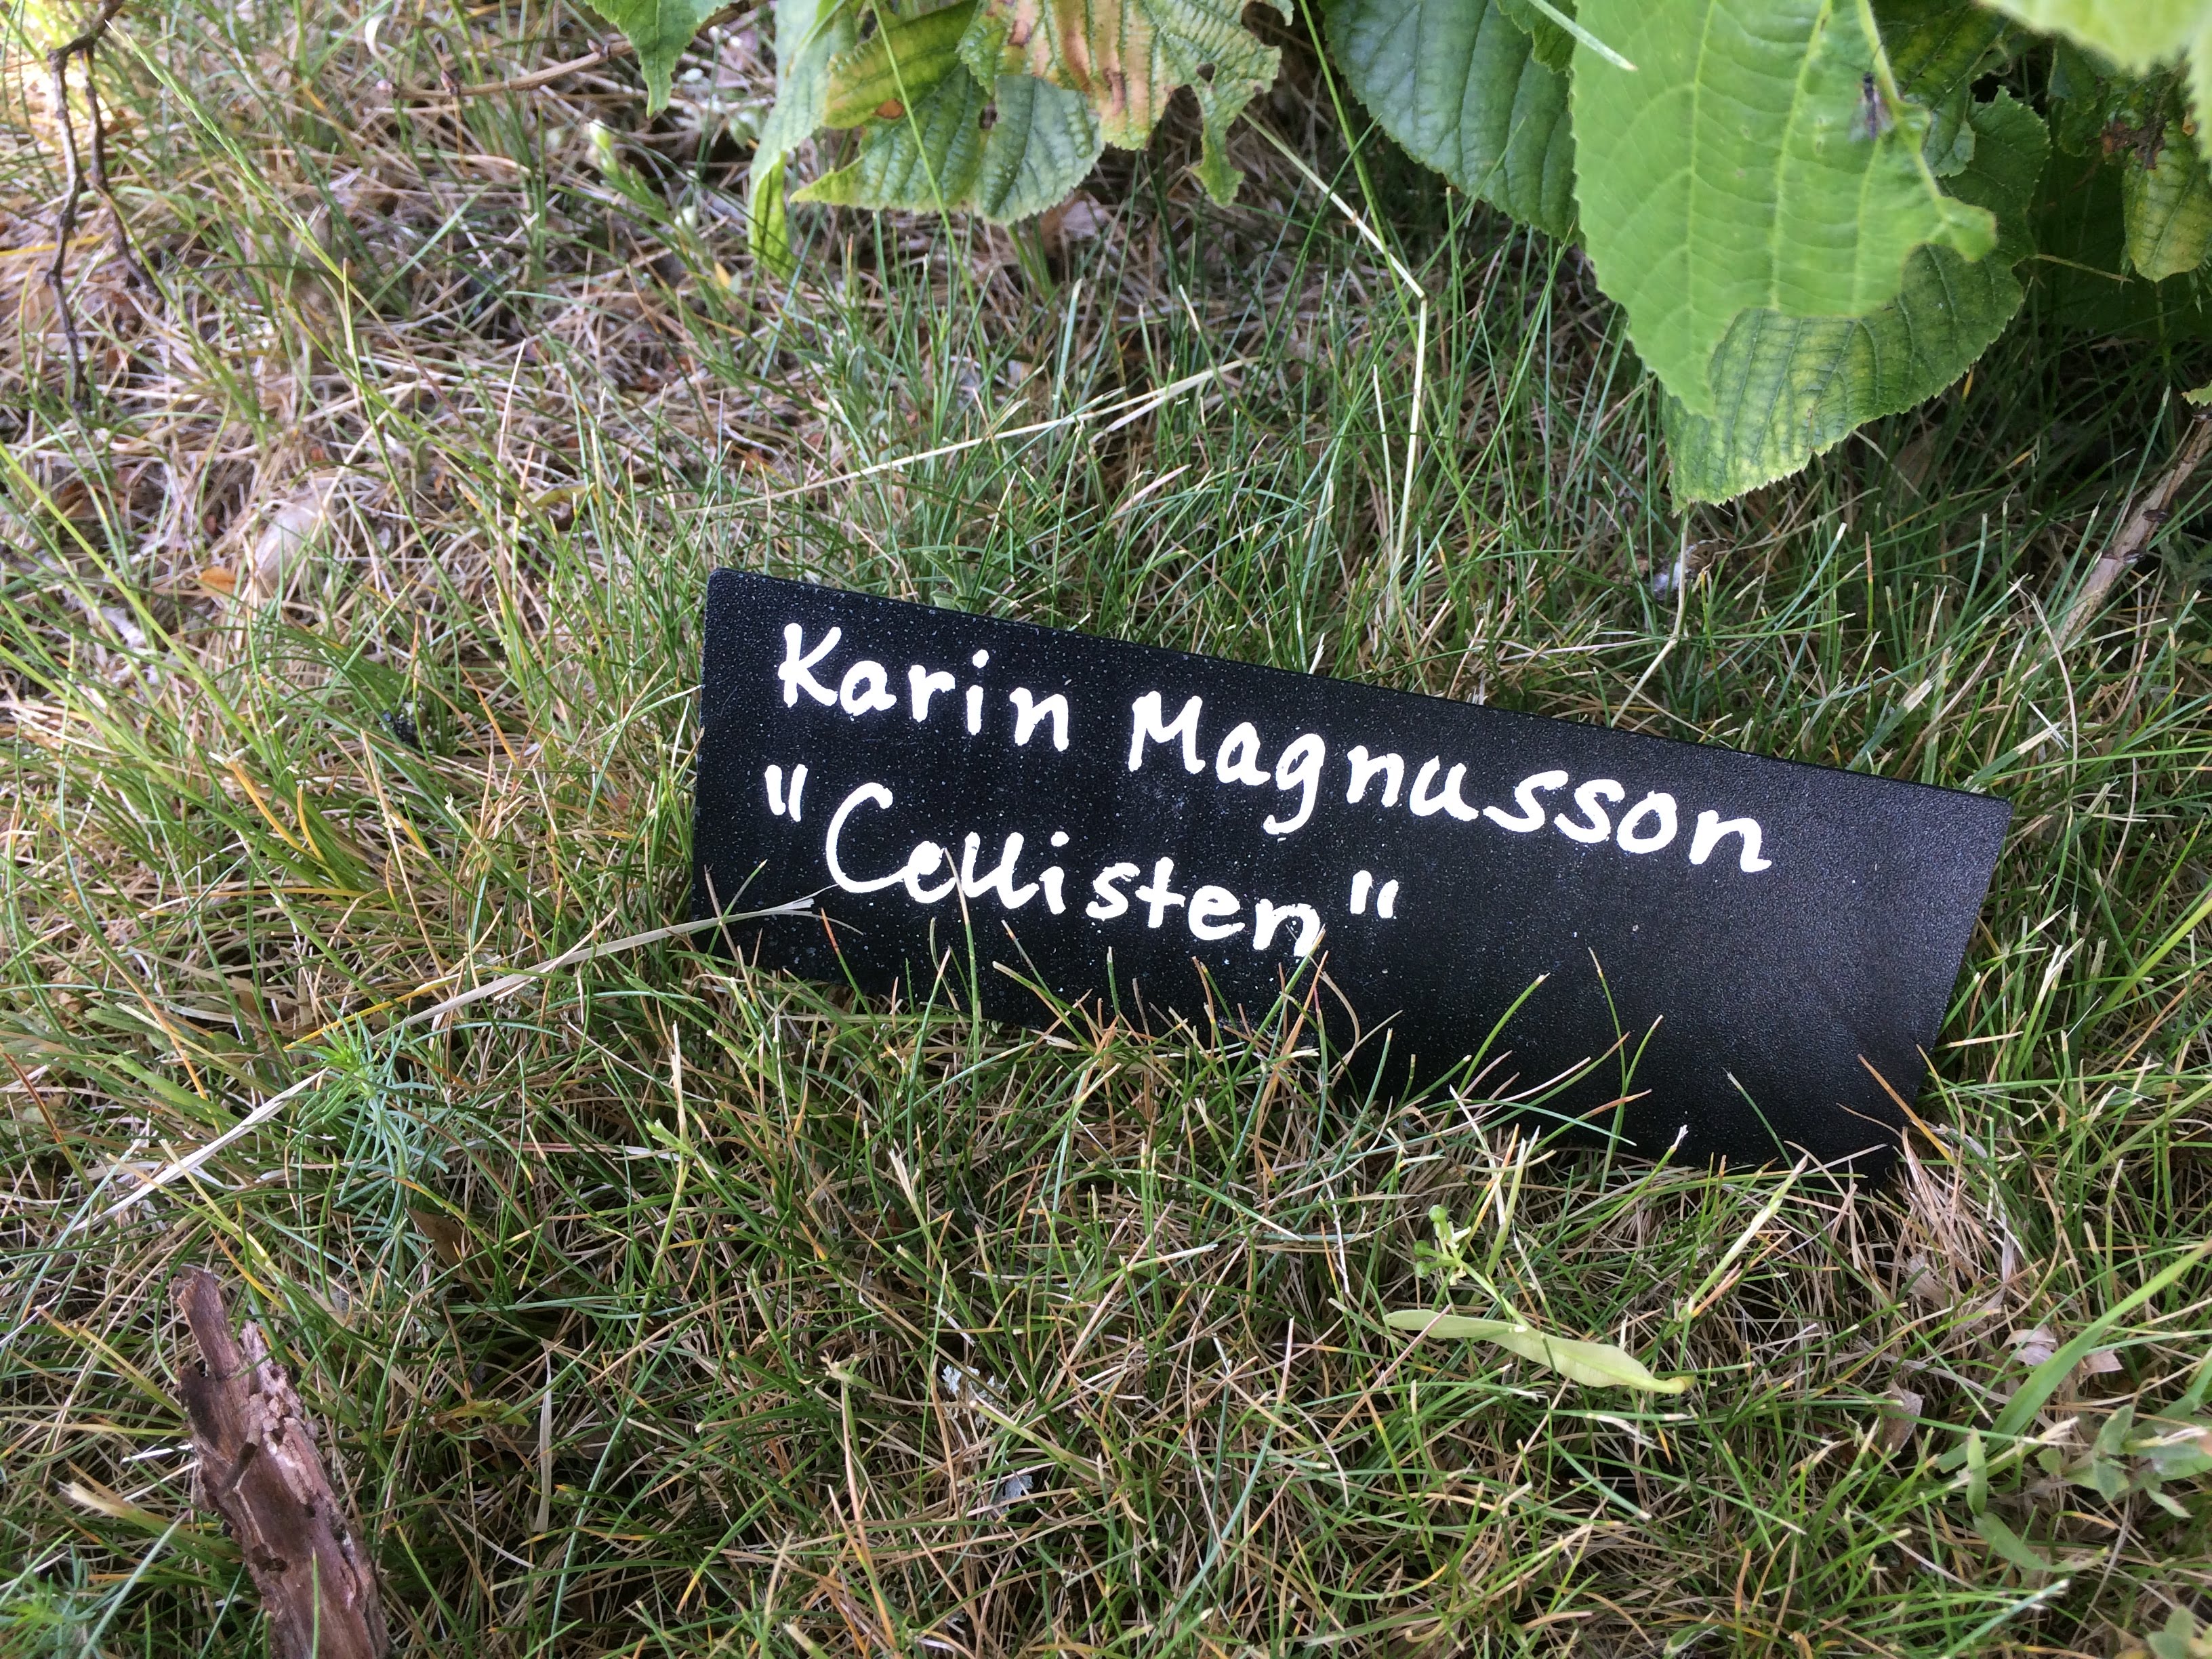 Karin Magnusson
"Cellisten"